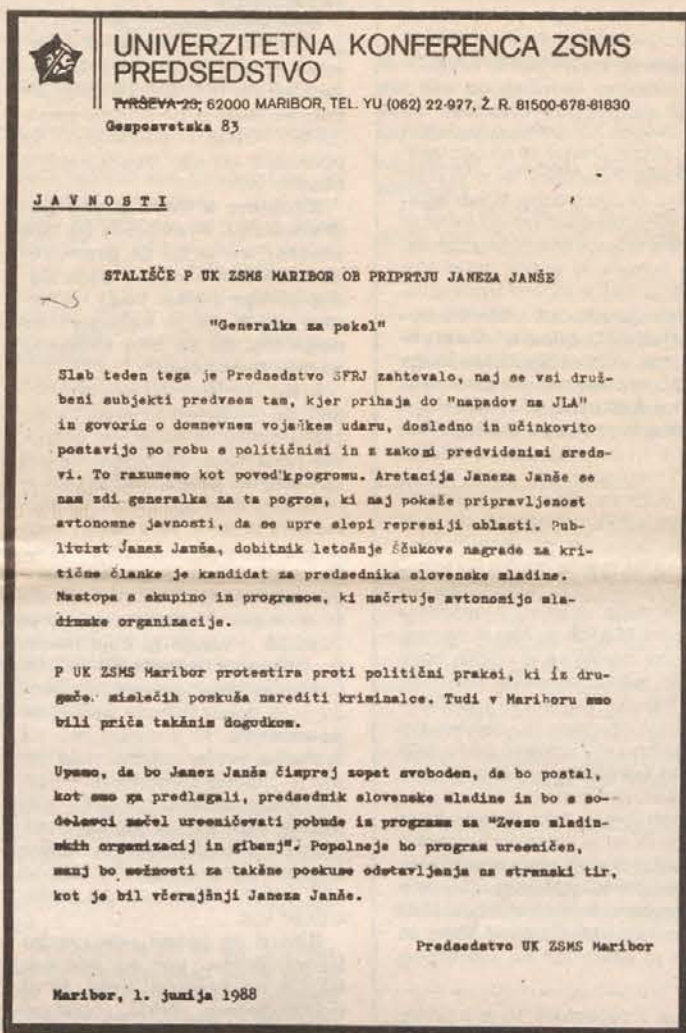 UNIVERZITETNA KONFERENCA ZSMS
PREDSEDSTVO
TYRŠEVA 23, 62000 MARIBOR, TEL. YU (062) 22-977, Ž. R. 81500-678-81830
Gosposvetska 83
JAVNOSTI
STALIŠČE P UK ZSMS MARIBOR OB PRIPRTJU JANEZA JANŠE
"Generalka za pekel"
Slab teden tega je Predsedstvo SFRJ zahtevalo, naj se vsi druž-
beni subjekti predvsem tam, kjer prihaja do "napadov na JLA"
in govoric o domnevnem vojaškem udaru, dosledno in učinkovito
postavijo po robu s političnimi in z zakoni predvidenimi sreds-
vi. To razumemo kot povod k pogromu. Aretacija Janeza Janše se
nam zdi generalka za ta pogrom, ki naj pokaže pripravljenost
avtonomne javnosti, da se upre slepi represiji oblasti. Pub-
licist Janez Janša, dobitnik letošnje Ščukove nagrade za kri-
tične članke je kandidat za predsednika slovenske mladine.
Nastopa s skupino in programom, ki načrtuje avtonomijo mla-
dinske organizacije.
P UK ZSMS Maribor protestira proti politični praksi, ki iz dru-
gače mislečih poskuša narediti kriminalce. Tudi v Mariboru smo
bili priča takšnim dogodkom.
Upamo, da bo Janez Janša čimprej zopet svoboden, da bo postal,
kot smo ga predlagali, predsednik slovenske mladine in bo s so-
delavci začel uresničevati pobude in programa za "Zvezo mladin-
skih organizacij in gibanj". Popolneje bo program uresničen,
manj bo možnosti za takšne poskuse odstavljanja na stranski tir,
kot je bil včerajšnji Janeza Janše.
Predsedstvo UK ZSMS Maribor
Maribor, 1. junija 1988